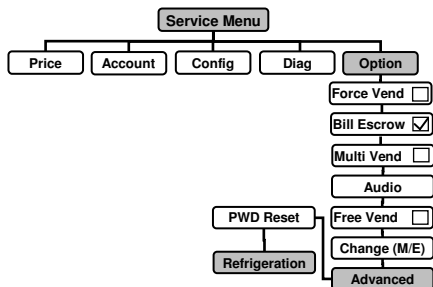 Service Menu
Price
Account
Config
Diag
Option
Force Vend
Bill Escrow
Multi Vend
Audio
PWD Reset
Free Vend
Change (M/E)
Refrigeration
Advanced